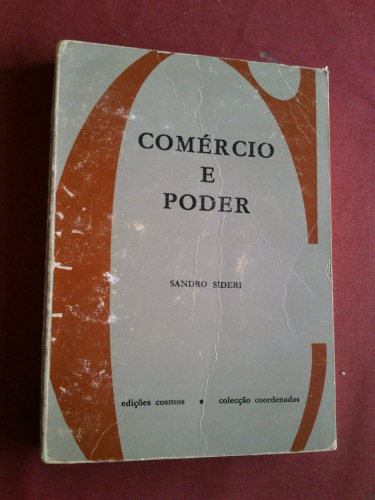 COMÉRCIO
E
PODER
SANDRO SIDERI
edições cosmos • colecção coordenadas